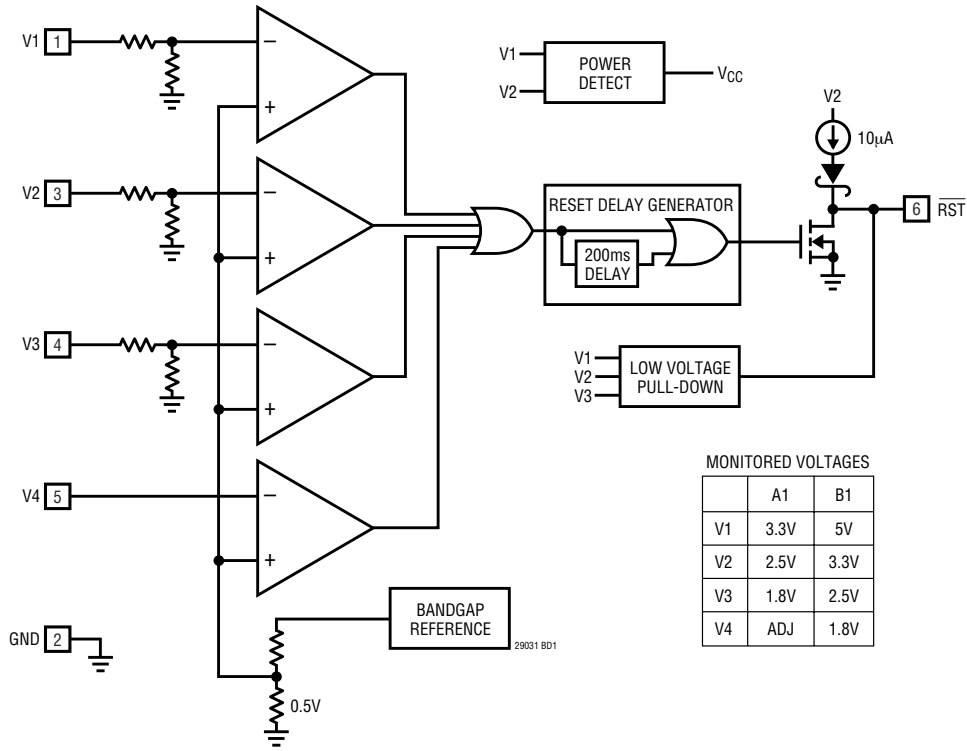 V1 1
−
+
V1
V2
POWER
DETECT
VCC
V2
10μA
V2 3
−
+
RESET DELAY GENERATOR
200ms
DELAY
6 RST
V3 4
−
+
V1
V2
V3
LOW VOLTAGE
PULL-DOWN
V4 5
−
+
MONITORED VOLTAGES
A1 B1
V1 3.3V 5V
V2 2.5V 3.3V
V3 1.8V 2.5V
V4 ADJ 1.8V
GND 2
BANDGAP
REFERENCE
29031 BD1
0.5V